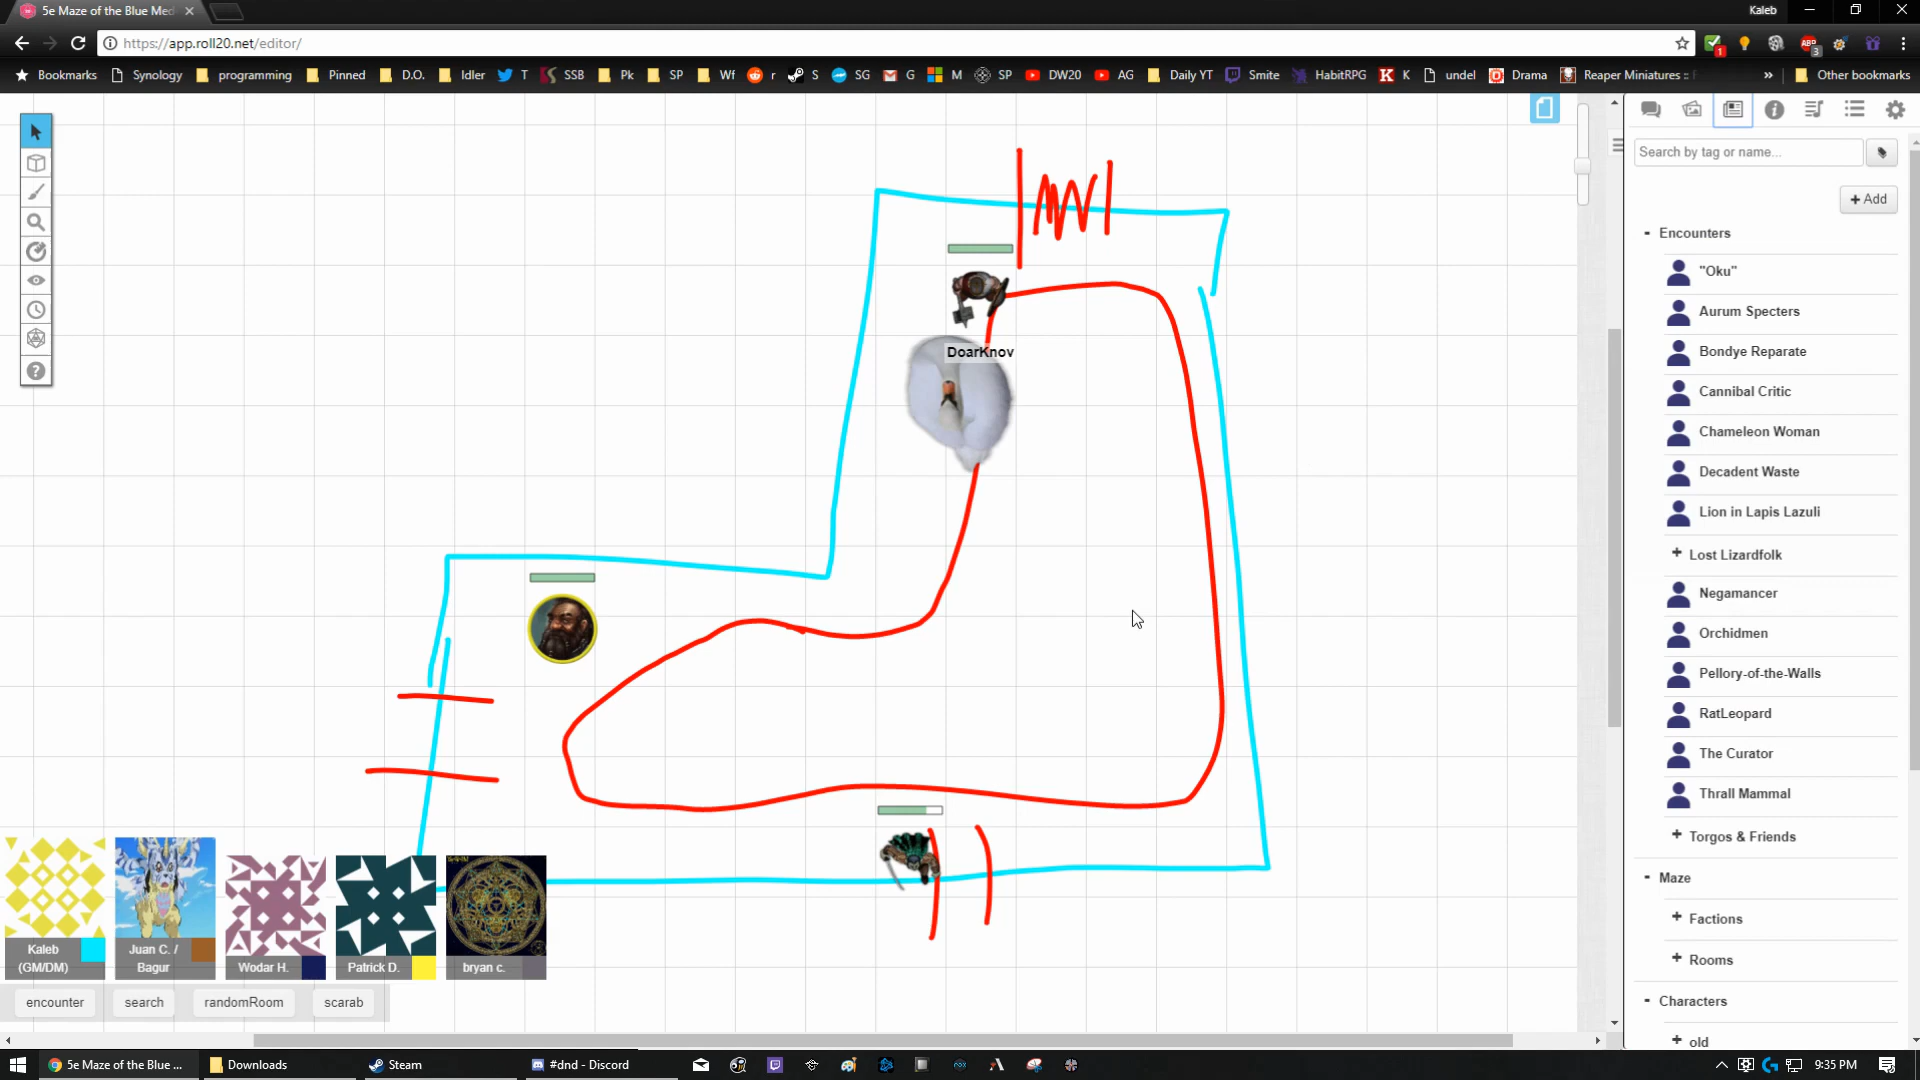 5e Maze of the Blue Med
Kaleb
https://app.roll20.net/editor/
1
ABP
3
Bookmarks
Synology
programming
Pinned
D.O.
Idler
T
SSB
Pk
SP
Wf
r
S
SG
G
M
SP
DW20
AG
Daily YT
Smite
HabitRPG
K
undel
Drama
Reaper Miniatures ::
»
Other bookmarks
Search by tag or name...
+ Add
- Encounters
"Oku"
Aurum Specters
Bondye Reparate
Cannibal Critic
Chameleon Woman
Decadent Waste
Lion in Lapis Lazuli
+ Lost Lizardfolk
Negamancer
Orchidmen
Pellory-of-the-Walls
RatLeopard
The Curator
Thrall Mammal
+ Torgos & Friends
- Maze
+ Factions
+ Rooms
- Characters
+ old
DoarKnov
Kaleb
(GM/DM)
Juan C. /
Bagur
Wodar H.
Patrick D.
bryan c.
encounter
search
randomRoom
scarab
5e Maze of the Blue ...
Downloads
Steam
#dnd - Discord
9:35 PM